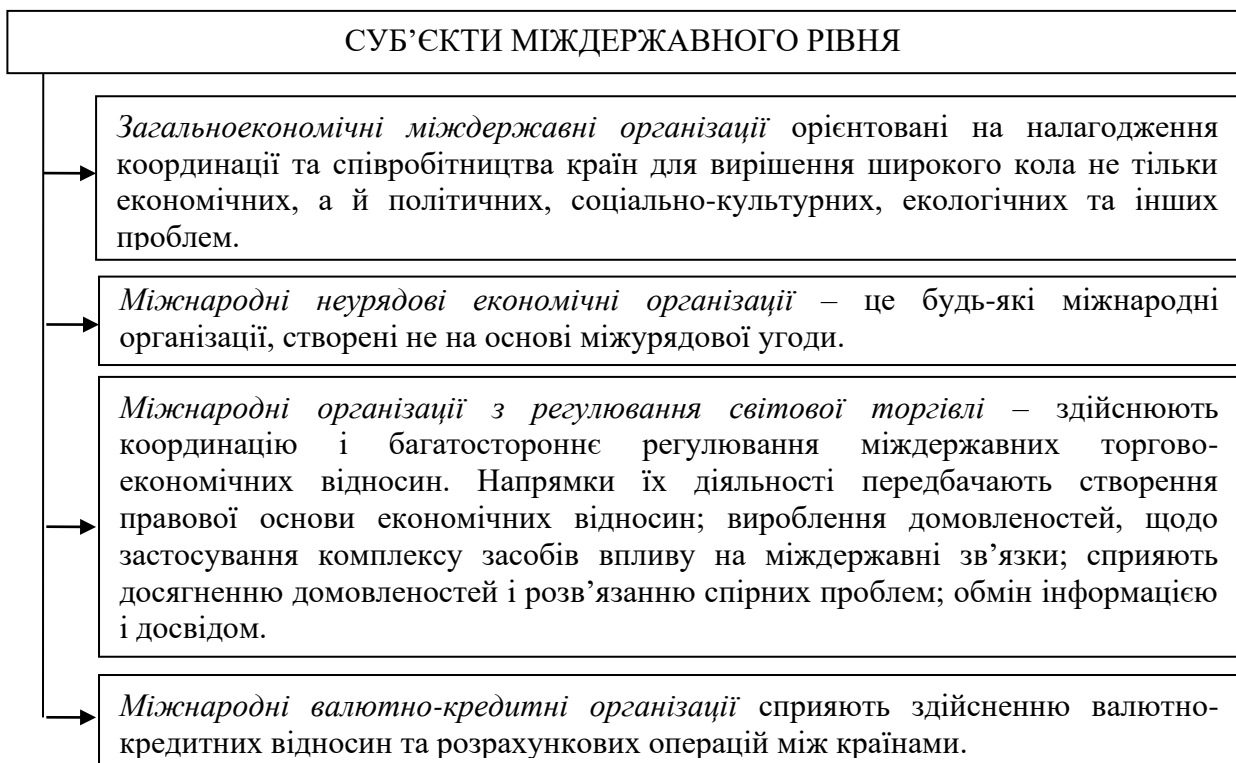 СУБ’ЄКТИ МІЖДЕРЖАВНОГО РІВНЯ
Загальноекономічні міждержавні організації орієнтовані на налагодження
координації та співробітництва країн для вирішення широкого кола не тільки
економічних, а й політичних, соціально-культурних, екологічних та інших
проблем.
Міжнародні неурядові економічні організації – це будь-які міжнародні
організації, створені не на основі міжурядової угоди.
Міжнародні організації з регулювання світової торгівлі – здійснюють
координацію і багатостороннє регулювання міждержавних торгово-
економічних відносин. Напрямки їх діяльності передбачають створення
правової основи економічних відносин; вироблення домовленостей, щодо
застосування комплексу засобів впливу на міждержавні зв’язки; сприяють
досягненню домовленостей і розв’язанню спірних проблем; обмін інформацією
і досвідом.
Міжнародні валютно-кредитні організації сприяють здійсненню валютно-
кредитних відносин та розрахункових операцій між країнами.